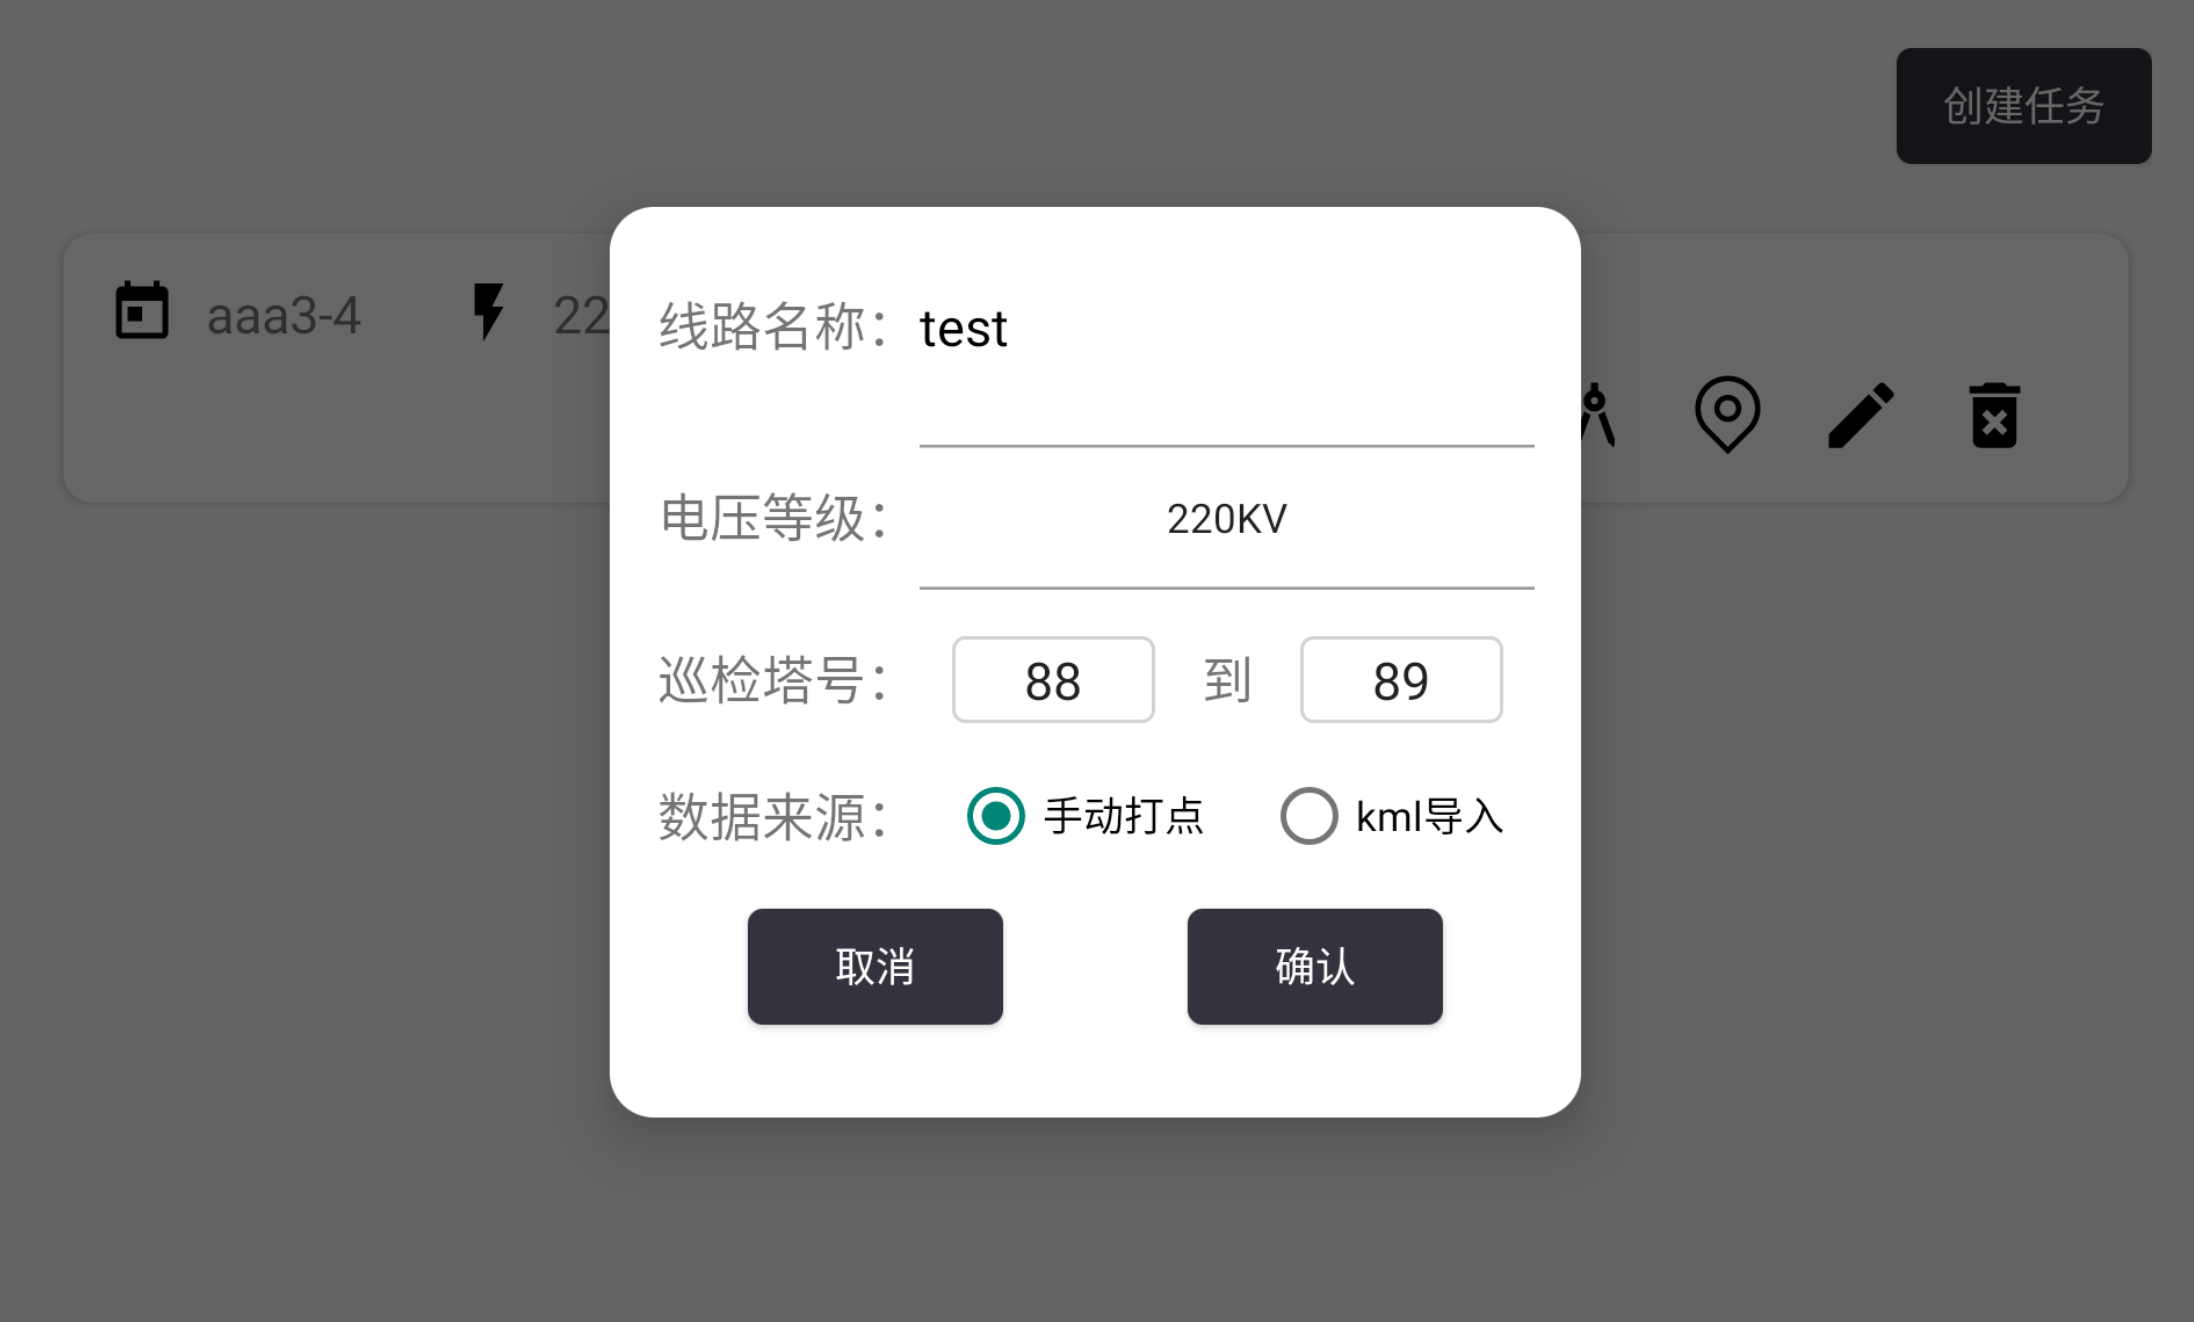 创建任务
aaa3-4 22
线路名称：test
电压等级：220KV
巡检塔号：88 到 89
数据来源：手动打点 kml导入
取消 确认